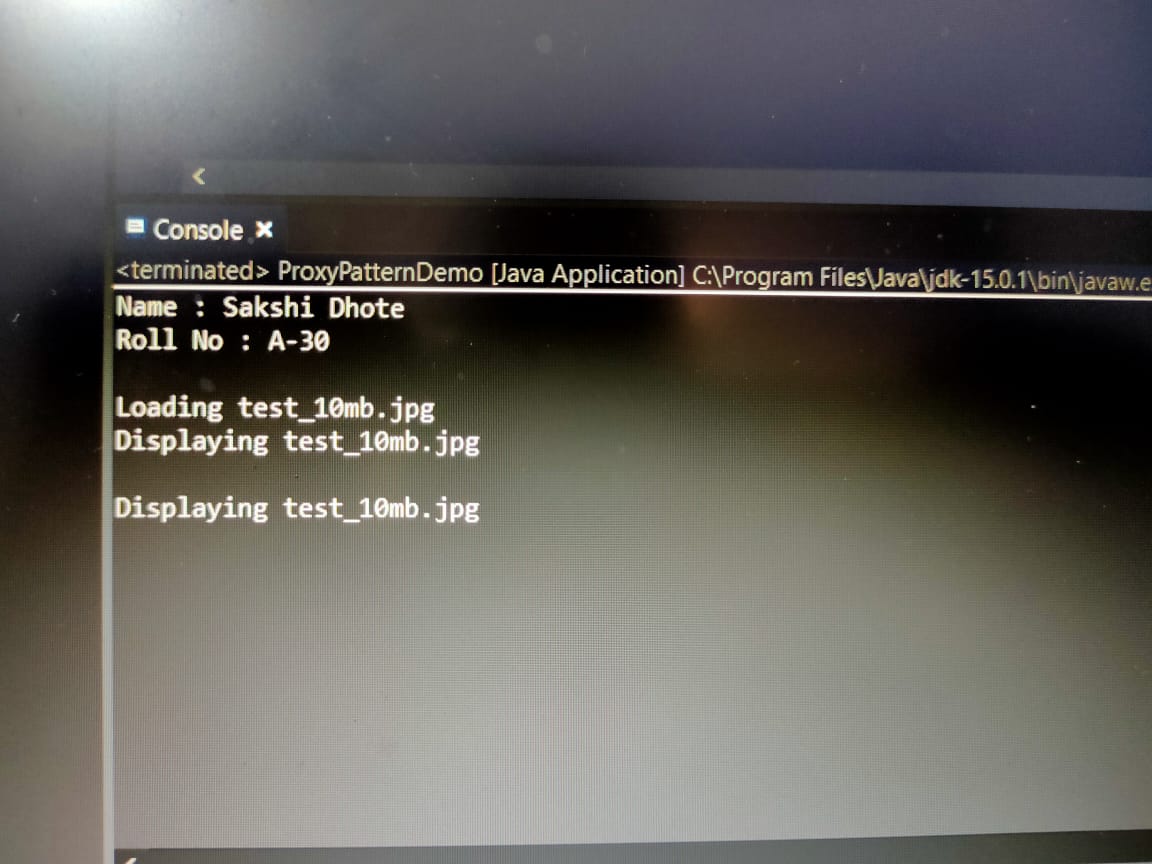 Console
<terminated> ProxyPatternDemo [Java Application] C:\Program Files\Java\jdk-15.0.1\bin\javaw.e
Name : Sakshi Dhote
Roll No : A-30
Loading test_10mb.jpg
Displaying test_10mb.jpg
Displaying test_10mb.jpg